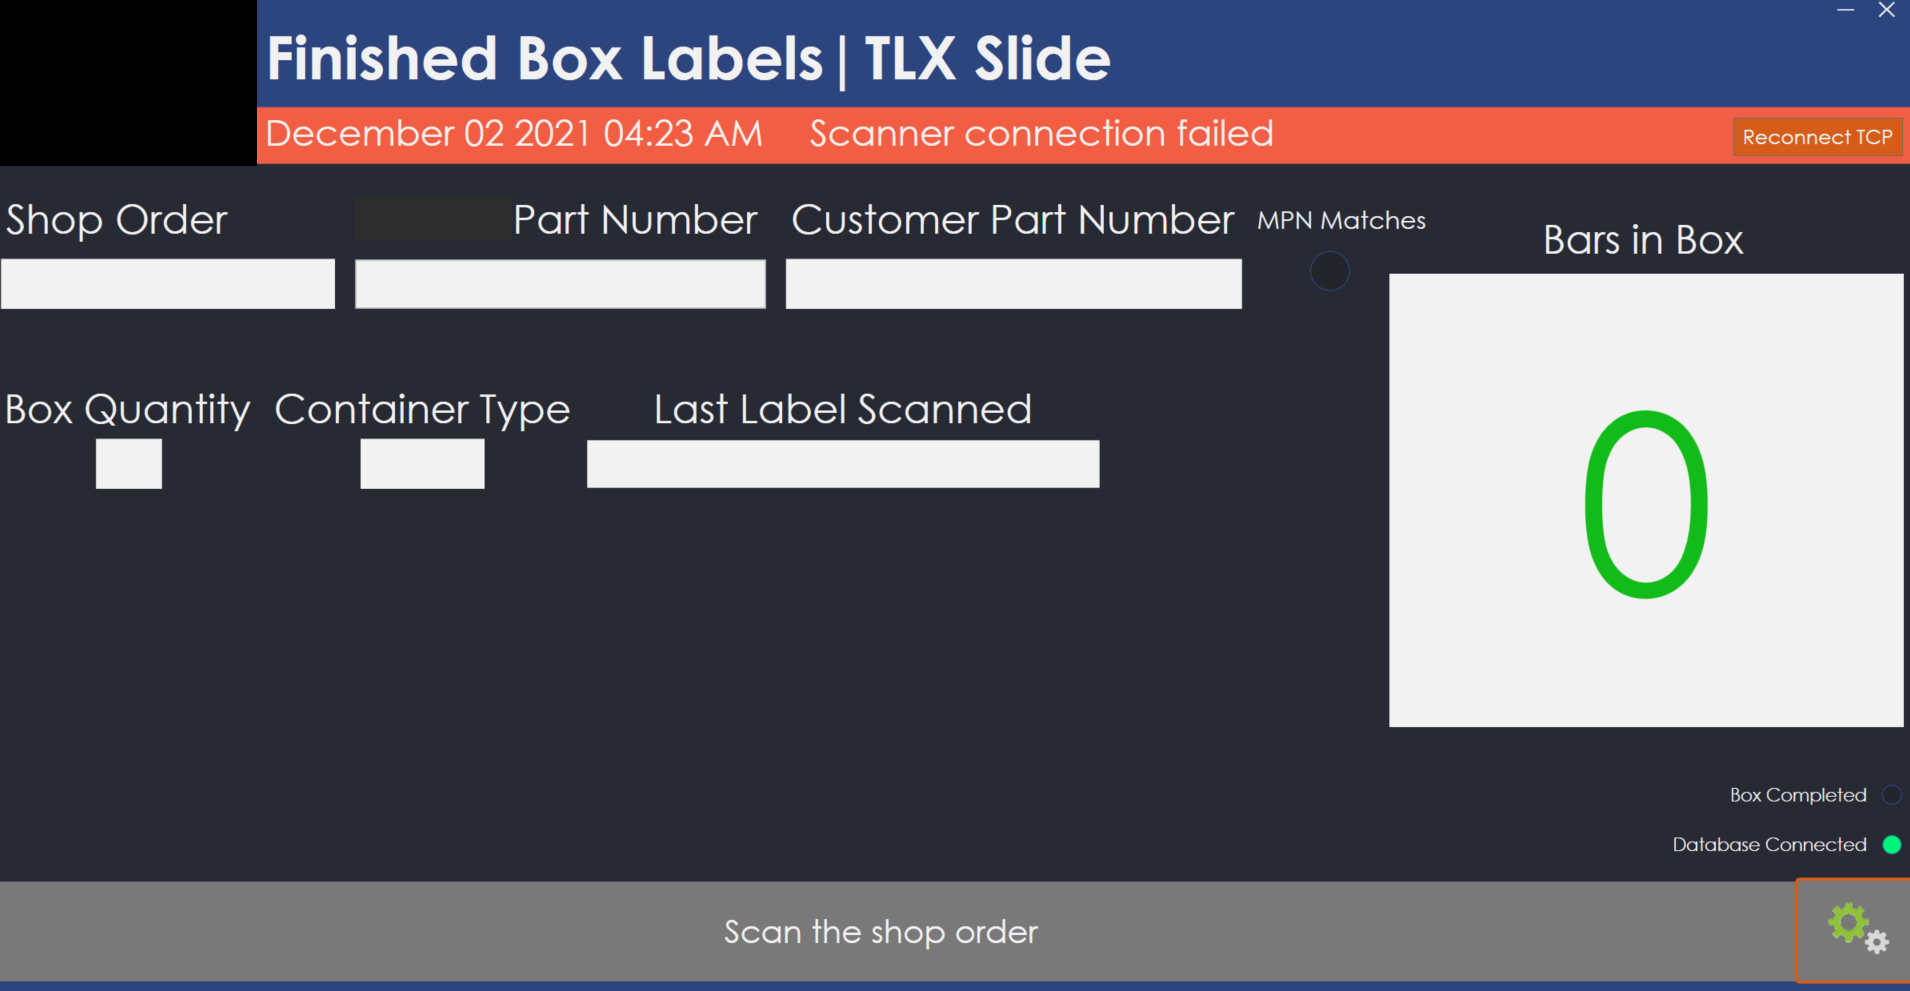 Finished Box Labels | TLX Slide
December 02 2021 04:23 AM Scanner connection failed
Reconnect TCP
Shop Order
Part Number
Customer Part Number
MPN Matches
Bars in Box
0
Box Quantity
Container Type
Last Label Scanned
Box Completed
Database Connected
Scan the shop order